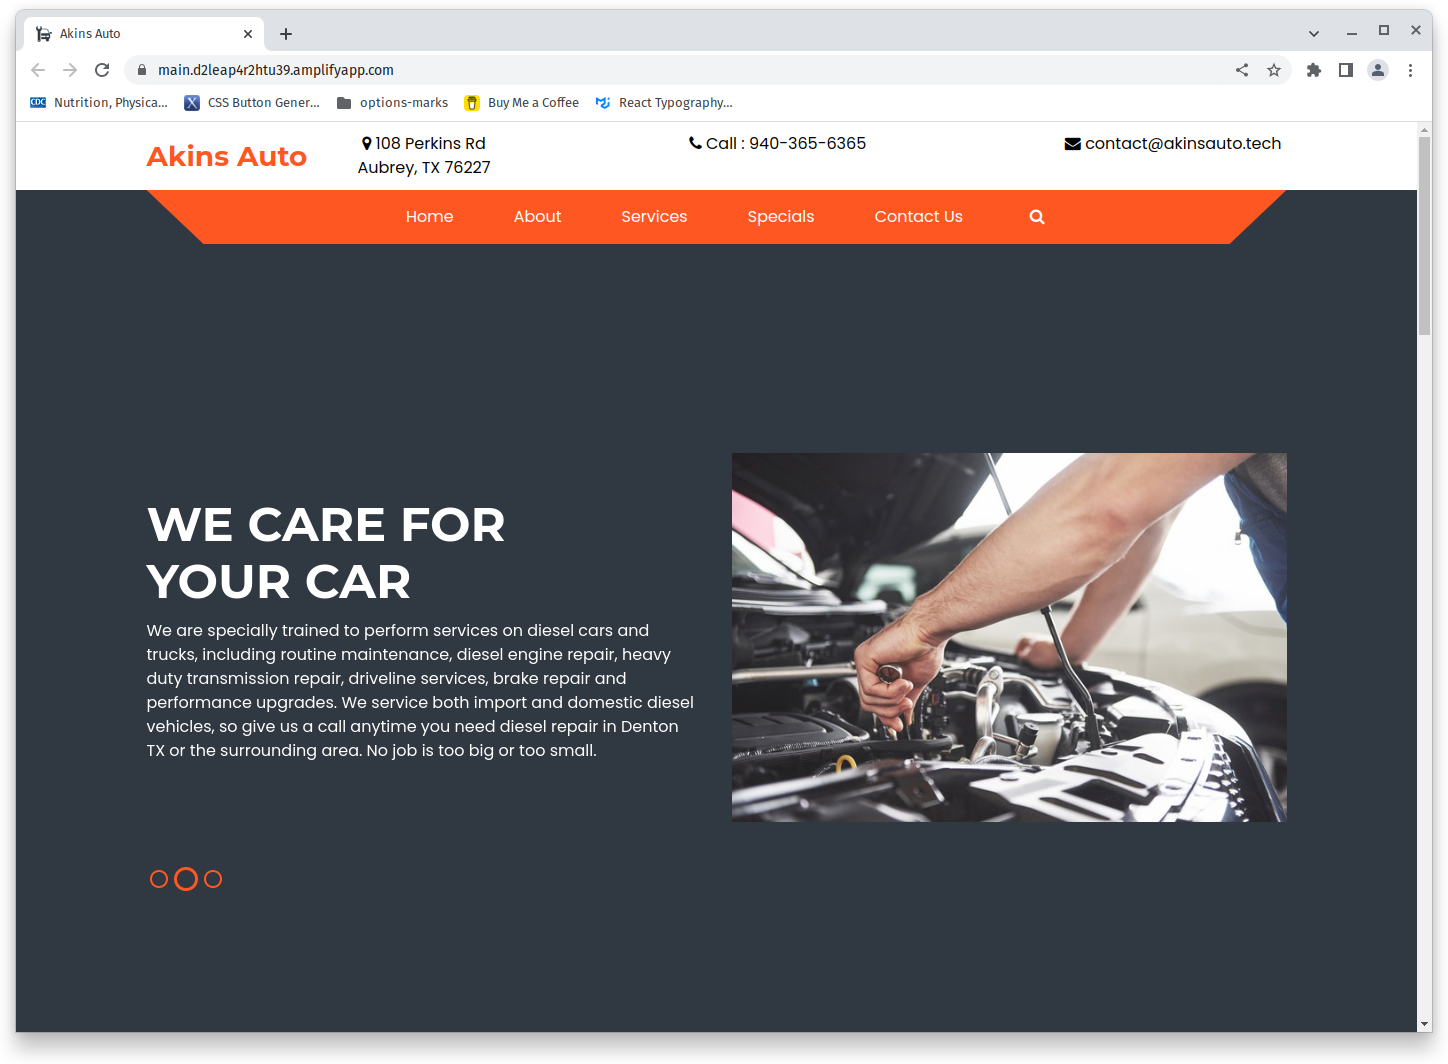 Akins Auto
main.d2leap4r2htu39.amplifyapp.com
Nutrition, Physica... CSS Button Gener... options-marks Buy Me a Coffee React Typography...
Akins Auto
108 Perkins Rd
Aubrey, TX 76227
Call : 940-365-6365
contact@akinsauto.tech
Home About Services Specials Contact Us
WE CARE FOR
YOUR CAR
We are specially trained to perform services on diesel cars and
trucks, including routine maintenance, diesel engine repair, heavy
duty transmission repair, driveline services, brake repair and
performance upgrades. We service both import and domestic diesel
vehicles, so give us a call anytime you need diesel repair in Denton
TX or the surrounding area. No job is too big or too small.